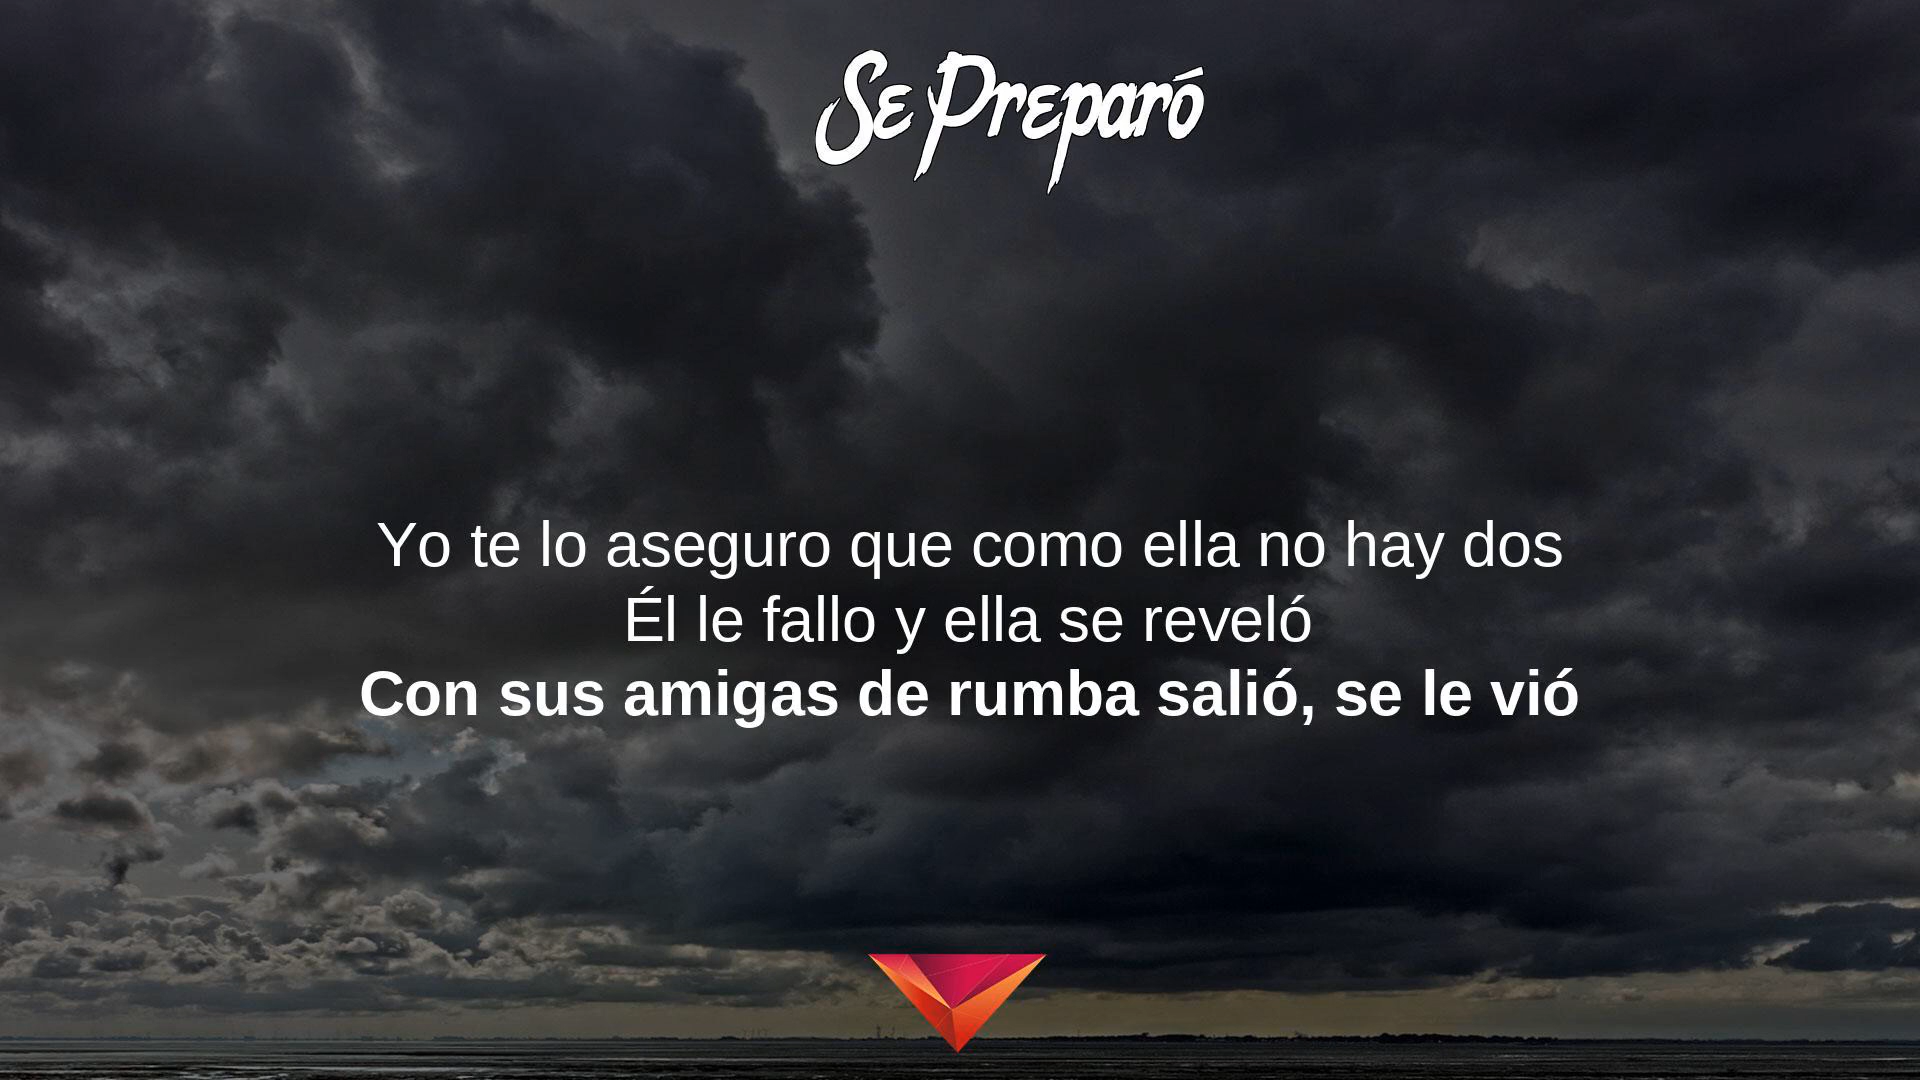 Se Preparó
Yo te lo aseguro que como ella no hay dos
Él le fallo y ella se reveló
Con sus amigas de rumba salió, se le vió